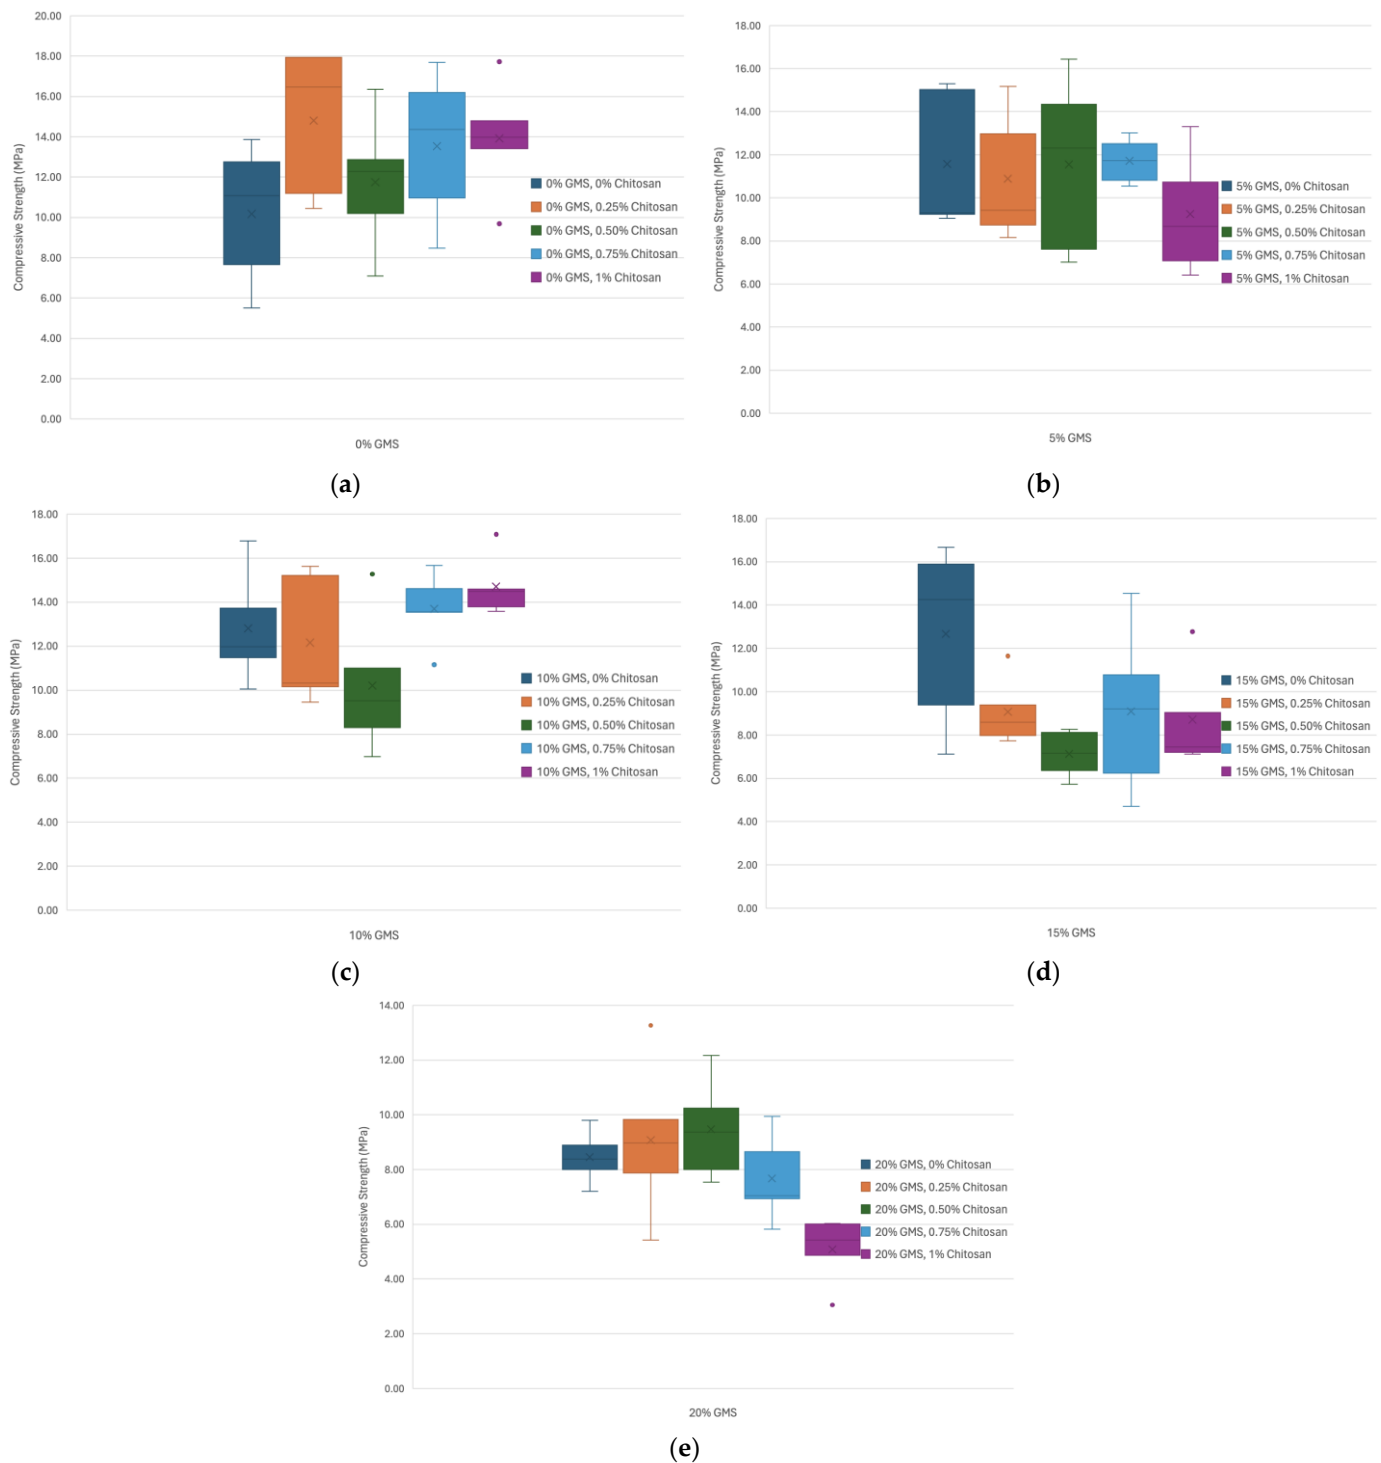 20.00
18.00
16.00
14.00
12.00
10.00
8.00
6.00
4.00
2.00
0.00
Compressive Strength (MPa)
0% GMS, 0% Chitosan
0% GMS, 0.25% Chitosan
0% GMS, 0.50% Chitosan
0% GMS, 0.75% Chitosan
0% GMS, 1% Chitosan
0% GMS
(a)
18.00
16.00
14.00
12.00
10.00
8.00
6.00
4.00
2.00
0.00
Compressive Strength (MPa)
5% GMS, 0% Chitosan
5% GMS, 0.25% Chitosan
5% GMS, 0.50% Chitosan
5% GMS, 0.75% Chitosan
5% GMS, 1% Chitosan
5% GMS
(b)
18.00
16.00
14.00
12.00
10.00
8.00
6.00
4.00
2.00
0.00
Compressive Strength (MPa)
10% GMS, 0% Chitosan
10% GMS, 0.25% Chitosan
10% GMS, 0.50% Chitosan
10% GMS, 0.75% Chitosan
10% GMS, 1% Chitosan
10% GMS
(c)
18.00
16.00
14.00
12.00
10.00
8.00
6.00
4.00
2.00
0.00
Compressive Strength (MPa)
15% GMS, 0% Chitosan
15% GMS, 0.25% Chitosan
15% GMS, 0.50% Chitosan
15% GMS, 0.75% Chitosan
15% GMS, 1% Chitosan
15% GMS
(d)
14.00
12.00
10.00
8.00
6.00
4.00
2.00
0.00
Compressive Strength (MPa)
20% GMS, 0% Chitosan
20% GMS, 0.25% Chitosan
20% GMS, 0.50% Chitosan
20% GMS, 0.75% Chitosan
20% GMS, 1% Chitosan
20% GMS
(e)